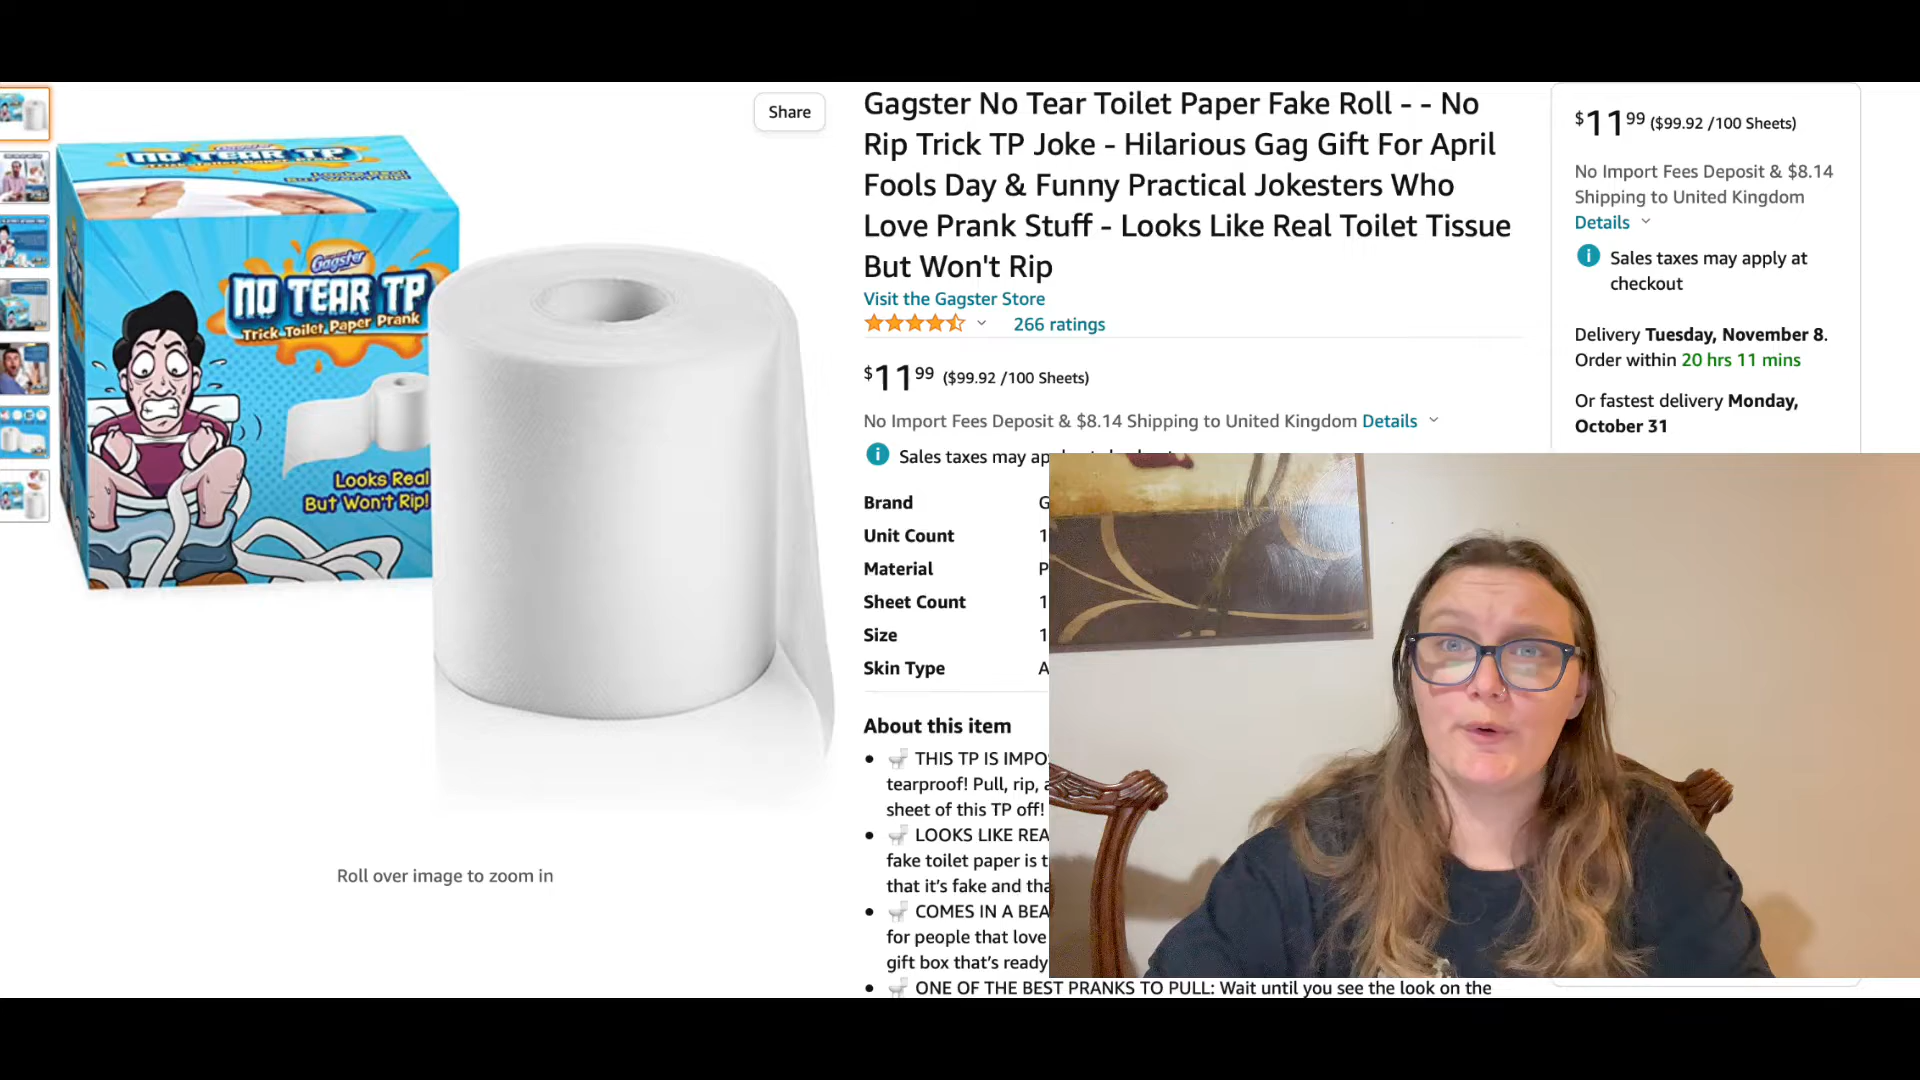 Share
NO TEAR TP
Gagster
NO TEAR TP
Trick Toilet Paper Prank
Looks Real
But Won't Rip!
Roll over image to zoom in
Gagster No Tear Toilet Paper Fake Roll - - No
Rip Trick TP Joke - Hilarious Gag Gift For April
Fools Day & Funny Practical Jokesters Who
Love Prank Stuff - Looks Like Real Toilet Tissue
But Won't Rip
Visit the Gagster Store
266 ratings
$11.99 ($99.92 /100 Sheets)
No Import Fees Deposit & $8.14 Shipping to United Kingdom Details
Sales taxes may ap
Brand G
Unit Count 1
Material P
Sheet Count 1
Size 1
Skin Type A
About this item
THIS TP IS IMPO
tearproof! Pull, rip, a
sheet of this TP off!
LOOKS LIKE REA
fake toilet paper is t
that it's fake and tha
COMES IN A BEA
for people that love
gift box that's ready
ONE OF THE BEST PRANKS TO PULL: Wait until you see the look on the
$11.99 ($99.92 /100 Sheets)
No Import Fees Deposit & $8.14
Shipping to United Kingdom
Details
Sales taxes may apply at
checkout
Delivery Tuesday, November 8.
Order within 20 hrs 11 mins
Or fastest delivery Monday,
October 31